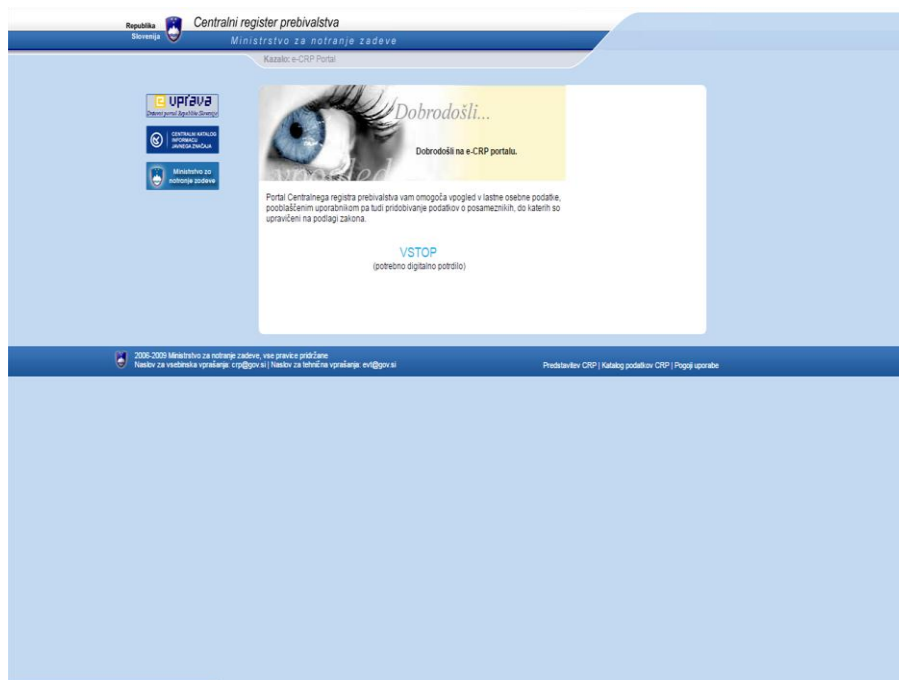 Republika
Slovenija
Centralni register prebivalstva
Ministrstvo za notranje zadeve
Kazalo: e-CRP Portal
e uprava
Državni portal Republike Slovenije
CENTRALNI KATALOG
INFORMACIJ
JAVNEGA ZNAČAJA
Ministrstvo za
notranje zadeve
Dobrodošli...
Dobrodošli na e-CRP portalu.
vpogled
Portal Centralnega registra prebivalstva vam omogoča vpogled v lastne osebne podatke,
pooblaščenim uporabnikom pa tudi pridobivanje podatkov o posameznikih, do katerih so
upravičeni na podlagi zakona.
VSTOP
(potrebno digitalno potrdilo)
2006-2009 Ministrstvo za notranje zadeve, vse pravice pridržane
Naslov za vsebinska vprašanja: crp@gov.si | Naslov za tehnična vprašanja: evt@gov.si
Predstavitev CRP | Katalog podatkov CRP | Pogoji uporabe